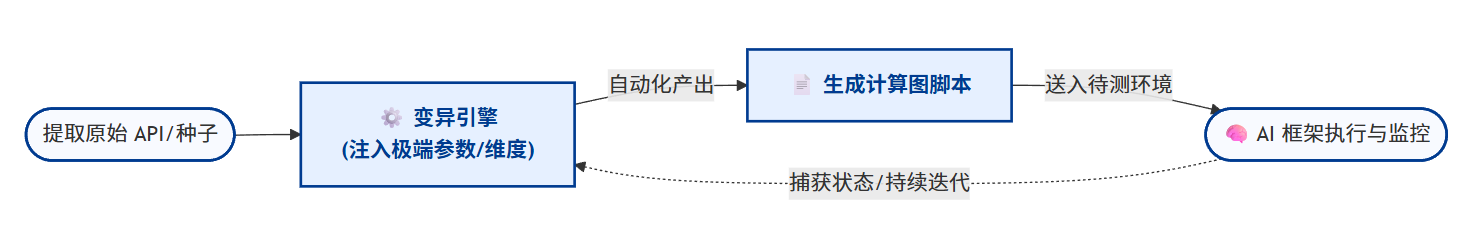 提取原始 API/种子
变异引擎
(注入极端参数/维度)
自动化产出
生成计算图脚本
送入待测环境
AI 框架执行与监控
捕获状态/持续迭代